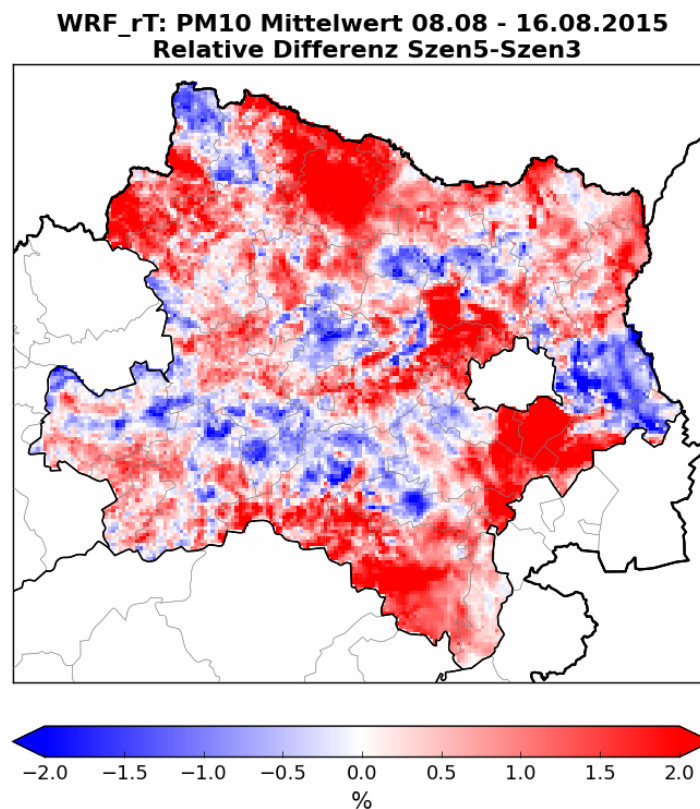 WRF_rT: PM10 Mittelwert 08.08 - 16.08.2015
Relative Differenz Szen5-Szen3
−2.0 −1.5 −1.0 −0.5 0.0 0.5 1.0 1.5 2.0
%